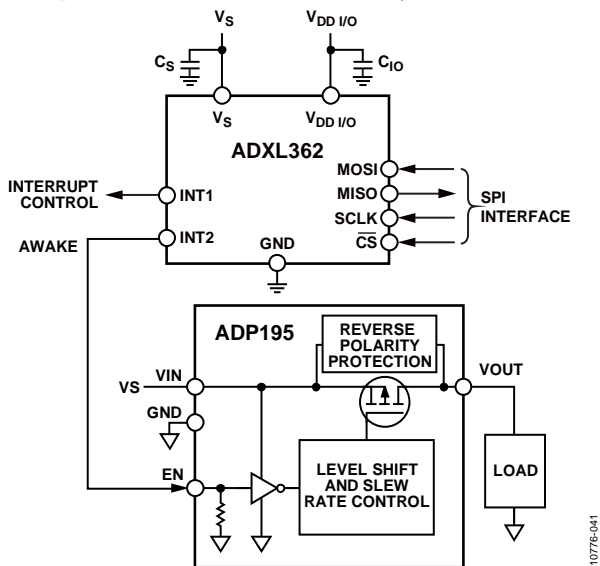 VS
VDD I/O
CS
CIO
VS
VDD I/O
ADXL362
MOSI
MISO
SCLK
CS
SPI
INTERFACE
INTERRUPT
CONTROL
INT1
AWAKE
INT2
GND
ADP195
REVERSE
POLARITY
PROTECTION
VS
VIN
VOUT
GND
EN
LEVEL SHIFT
AND SLEW
RATE CONTROL
LOAD
10776-041